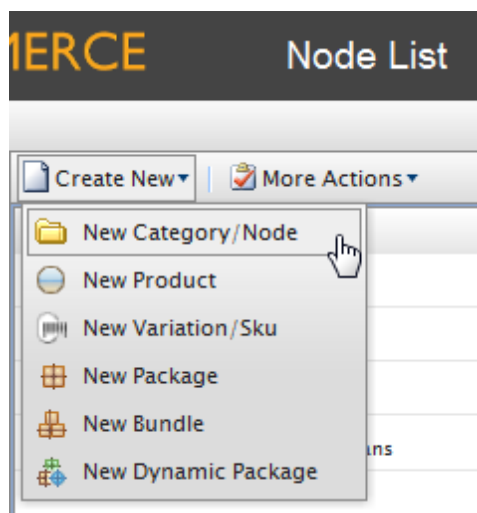 MERCE Node List
Create New More Actions
New Category/Node
New Product
New Variation/Sku
New Package
New Bundle
ans
New Dynamic Package